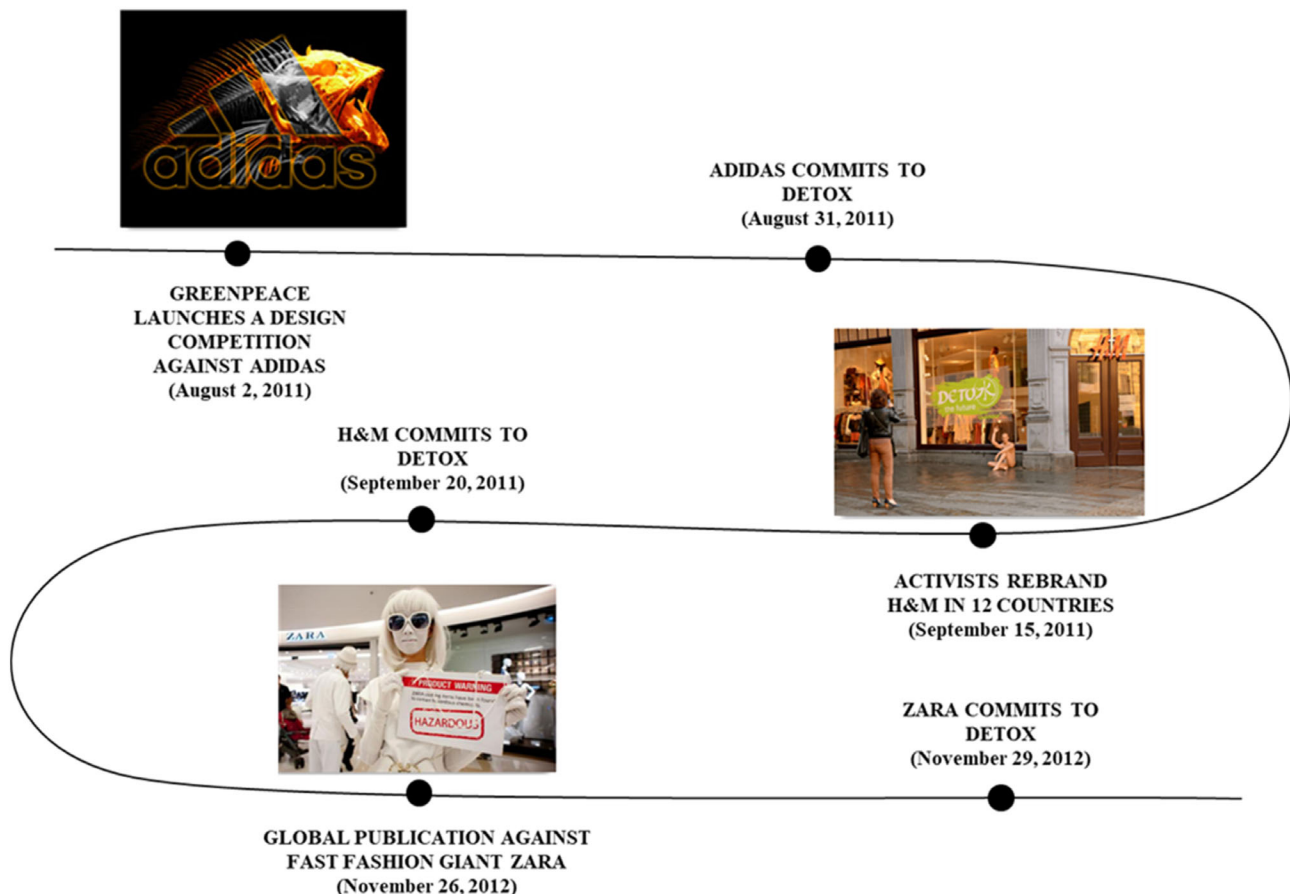 adidas
GREENPEACE
LAUNCHES A DESIGN
COMPETITION
AGAINST ADIDAS
(August 2, 2011)
ADIDAS COMMITS TO
DETOX
(August 31, 2011)
H&M
DETOX
the future
ACTIVISTS REBRAND
H&M IN 12 COUNTRIES
(September 15, 2011)
H&M COMMITS TO
DETOX
(September 20, 2011)
ZARA
PRODUCT WARNING
HAZARDOUS
GLOBAL PUBLICATION AGAINST
FAST FASHION GIANT ZARA
(November 26, 2012)
ZARA COMMITS TO
DETOX
(November 29, 2012)